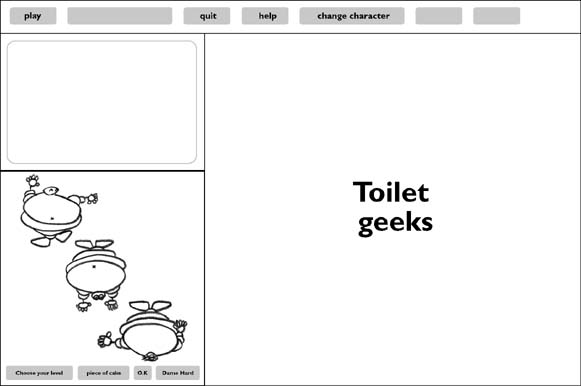 play
quit
help
change character
Toilet
geeks
Choose your level
piece of cake
O.K
Dame Hard